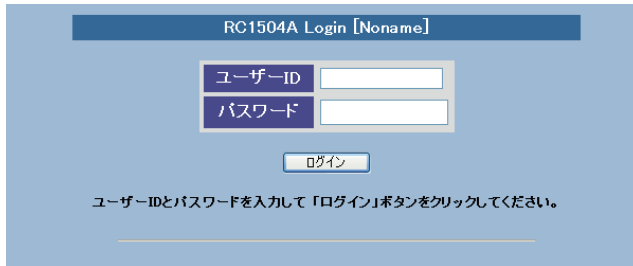 RC1504A Login [Noname]
ユーザーID
パスワード
ログイン
ユーザーIDとパスワードを入力して「ログイン」ボタンをクリックしてください。